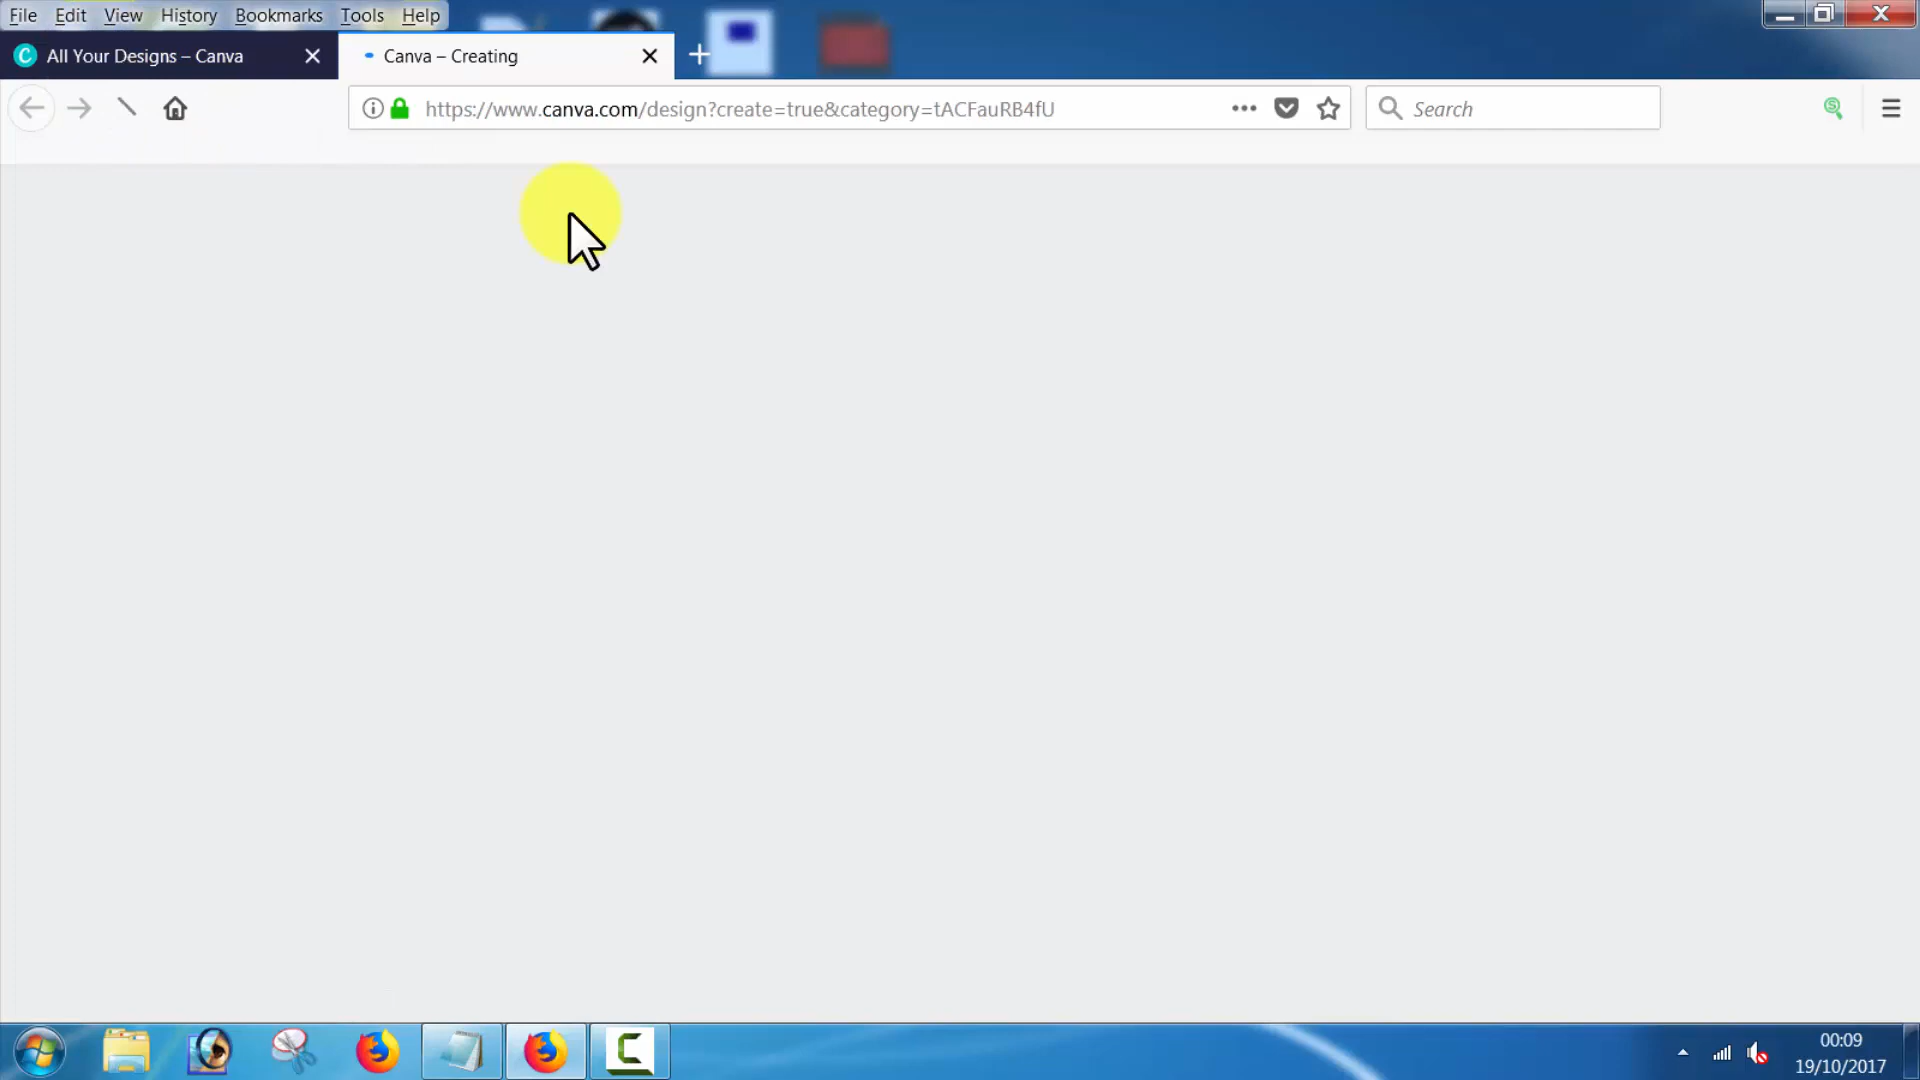 File Edit View History Bookmarks Tools Help
All Your Designs – Canva
Canva – Creating
https://www.canva.com/design?create=true&category=tACFauRB4fU
Search
00:09
19/10/2017